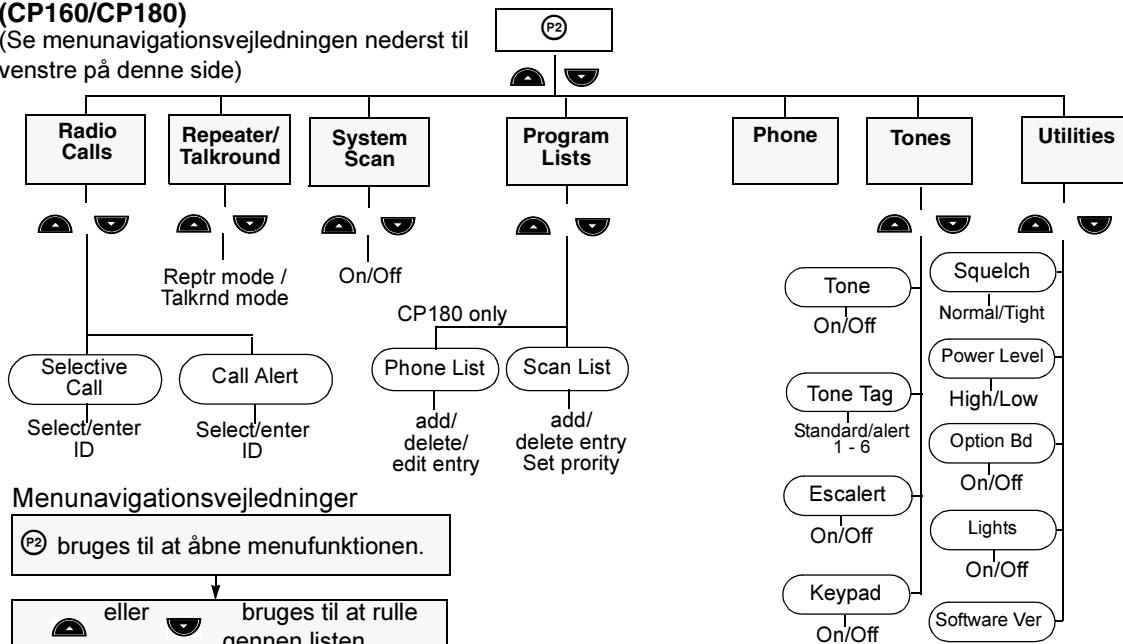 (CP160/CP180)
(Se menunavigationsvejledningen nederst til
venstre på denne side)
P2
Radio
Calls
Repeater/
Talkround
System
Scan
Program
Lists
Phone
Tones
Utilities
Reptr mode /
Talkrnd mode
On/Off
CP180 only
Selective
Call
Select/enter
ID
Call Alert
Select/enter
ID
Phone List
add/
delete/
edit entry
Scan List
add/
delete entry
Set prority
Tone
On/Off
Tone Tag
Standard/alert
1 - 6
Escalert
On/Off
Keypad
On/Off
Squelch
Normal/Tight
Power Level
High/Low
Option Bd
On/Off
Lights
On/Off
Software Ver
Menunavigationsvejledninger
P2 bruges til at åbne menufunktionen.
eller bruges til at rulle
gennen listen